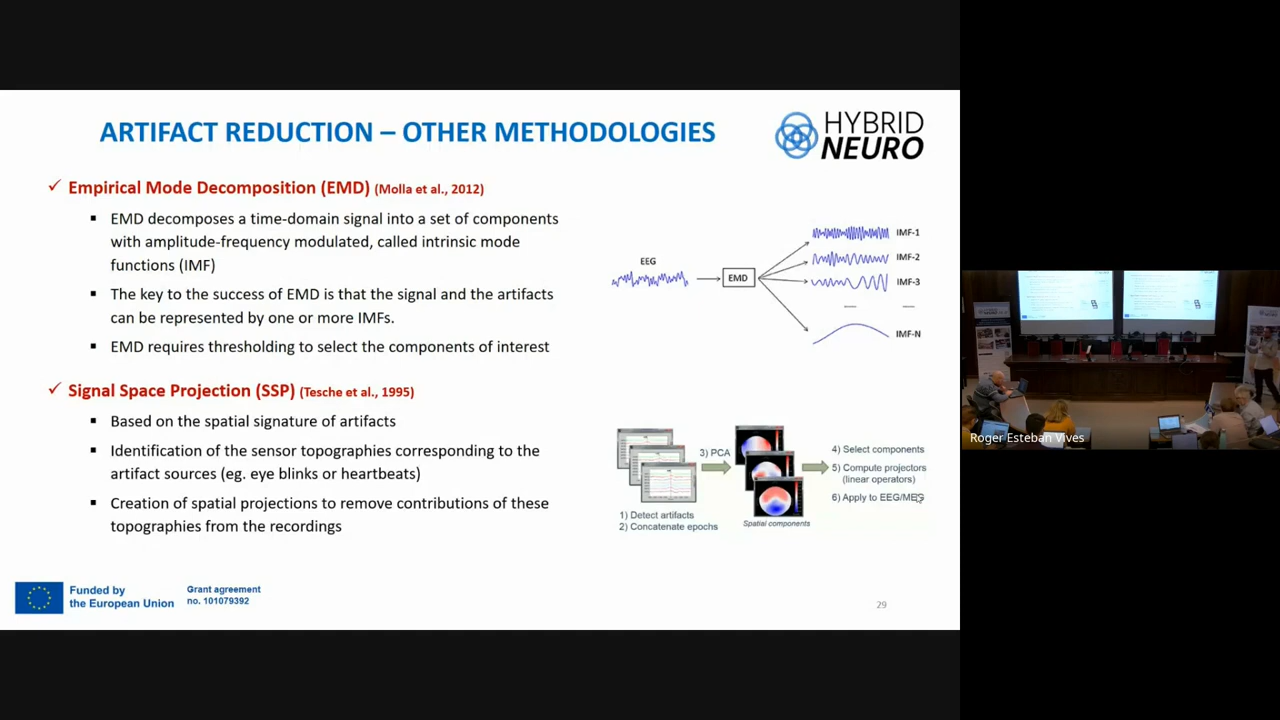 ARTIFACT REDUCTION – OTHER METHODOLOGIES
HYBRID
NEURO
Empirical Mode Decomposition (EMD) (Molla et al., 2012)
EMD decomposes a time-domain signal into a set of components
with amplitude-frequency modulated, called intrinsic mode
functions (IMF)
The key to the success of EMD is that the signal and the artifacts
can be represented by one or more IMFs.
EMD requires thresholding to select the components of interest
EEG
EMD
IMF-1
IMF-2
IMF-3
IMF-N
Signal Space Projection (SSP) (Tesche et al., 1995)
Based on the spatial signature of artifacts
Identification of the sensor topographies corresponding to the
artifact sources (eg. eye blinks or heartbeats)
Creation of spatial projections to remove contributions of these
topographies from the recordings
1) Detect artifacts
2) Concatenate epochs
3) PCA
Spatial components
4) Select components
5) Compute projectors
(linear operators)
6) Apply to EEG/MEG
Funded by
the European Union
Grant agreement
no. 101079392
29
Roger Esteban Vives